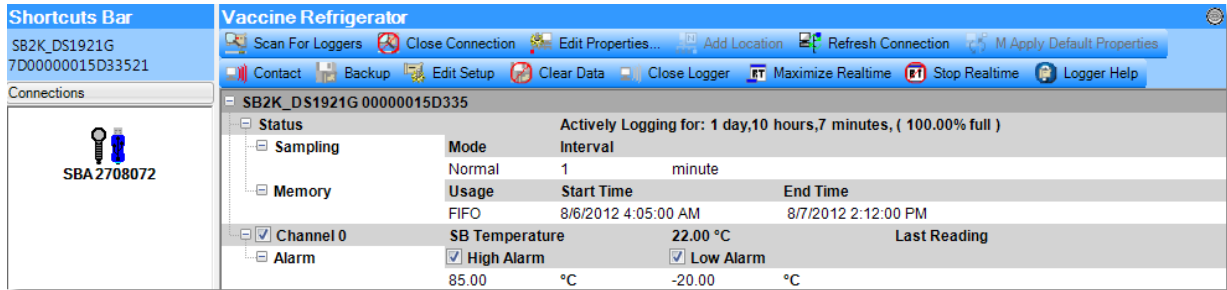 Shortcuts Bar
SB2K_DS1921G
7D00000015D33521
Connections
SBA2708072
Vaccine Refrigerator
Scan For Loggers Close Connection Edit Properties... Add Location Refresh Connection M Apply Default Properties
Contact Backup Edit Setup Clear Data Close Logger RT Maximize Realtime RT Stop Realtime Logger Help
SB2K_DS1921G 00000015D335
Status Actively Logging for: 1 day,10 hours,7 minutes, ( 100.00% full )
Sampling Mode Interval
Normal 1 minute
Memory Usage Start Time End Time
FIFO 8/6/2012 4:05:00 AM 8/7/2012 2:12:00 PM
Channel 0 SB Temperature 22.00 °C Last Reading
Alarm High Alarm Low Alarm
85.00 °C -20.00 °C